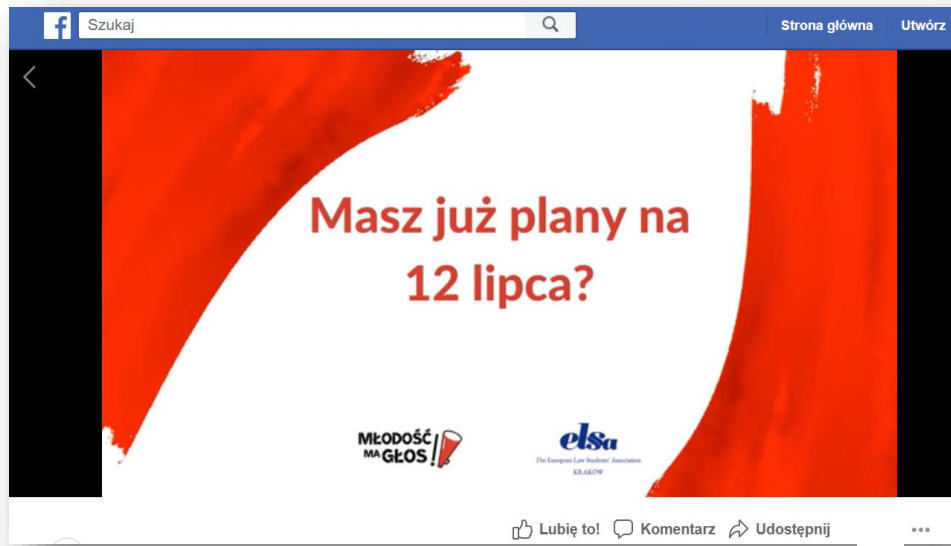 Szukaj
Strona główna
Utwórz
Masz już plany na
12 lipca?
MŁODOŚĆ
MA GŁOS!
elsa
The European Law Students' Association
KRAKÓW
Lubię to!
Komentarz
Udostępnij